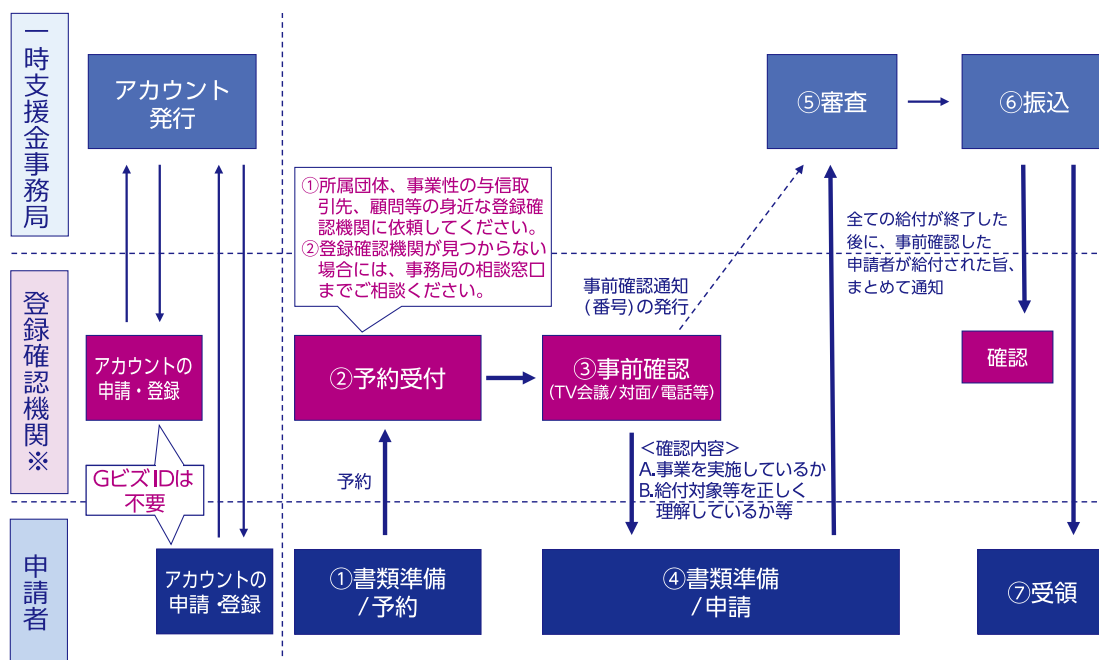 一時支援金事務局
アカウント
発行
⑤審査
⑥振込
①所属団体、事業性の与信取
引先、顧問等の身近な登録確
認機関に依頼してください。
②登録確認機関が見つからない
場合には、事務局の相談窓口
までご相談ください。
事前確認通知
(番号)の発行
全ての給付が終了した
後に、事前確認した
申請者が給付された旨、
まとめて通知
登録確認機関※
アカウントの
申請・登録
②予約受付
③事前確認
(TV会議/対面/電話等)
確認
GビズIDは
不要
予約
＜確認内容＞
A.事業を実施しているか
B.給付対象等を正しく
理解しているか等
申請者
アカウントの
申請・登録
①書類準備
/予約
④書類準備
/申請
⑦受領